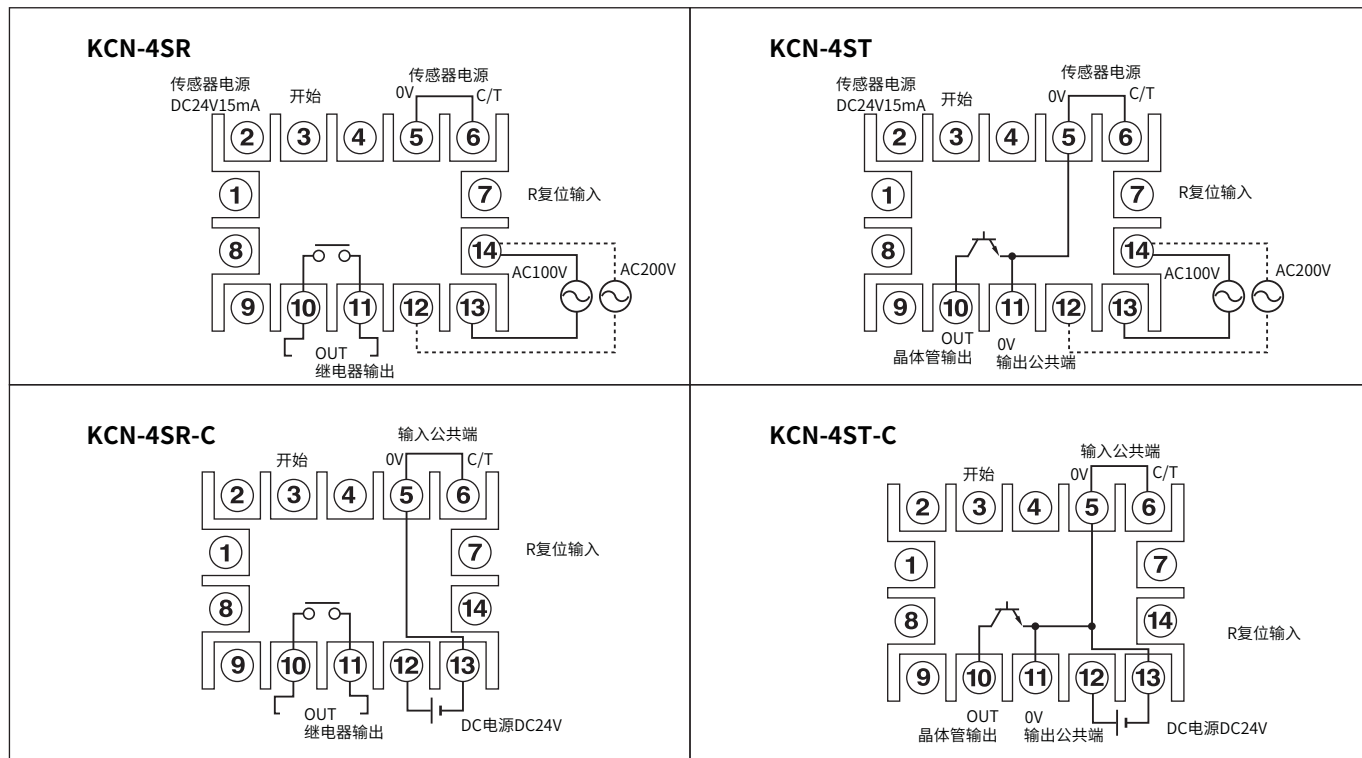 KCN-4SR
传感器电源
DC24V15mA
开始
传感器电源
0V
C/T
2
3
4
5
6
1
7
R复位输入
8
14
AC100V
AC200V
9
10
11
12
13
OUT
继电器输出
KCN-4ST
传感器电源
DC24V15mA
开始
传感器电源
0V
C/T
2
3
4
5
6
1
7
R复位输入
8
14
AC100V
AC200V
9
10
11
12
13
OUT
晶体管输出
0V
输出公共端
KCN-4SR-C
开始
输入公共端
0V
C/T
2
3
4
5
6
1
7
R复位输入
8
14
9
10
11
12
13
OUT
继电器输出
DC电源DC24V
KCN-4ST-C
开始
输入公共端
0V
C/T
2
3
4
5
6
1
7
8
14
R复位输入
9
10
11
12
13
OUT
晶体管输出
0V
输出公共端
DC电源DC24V